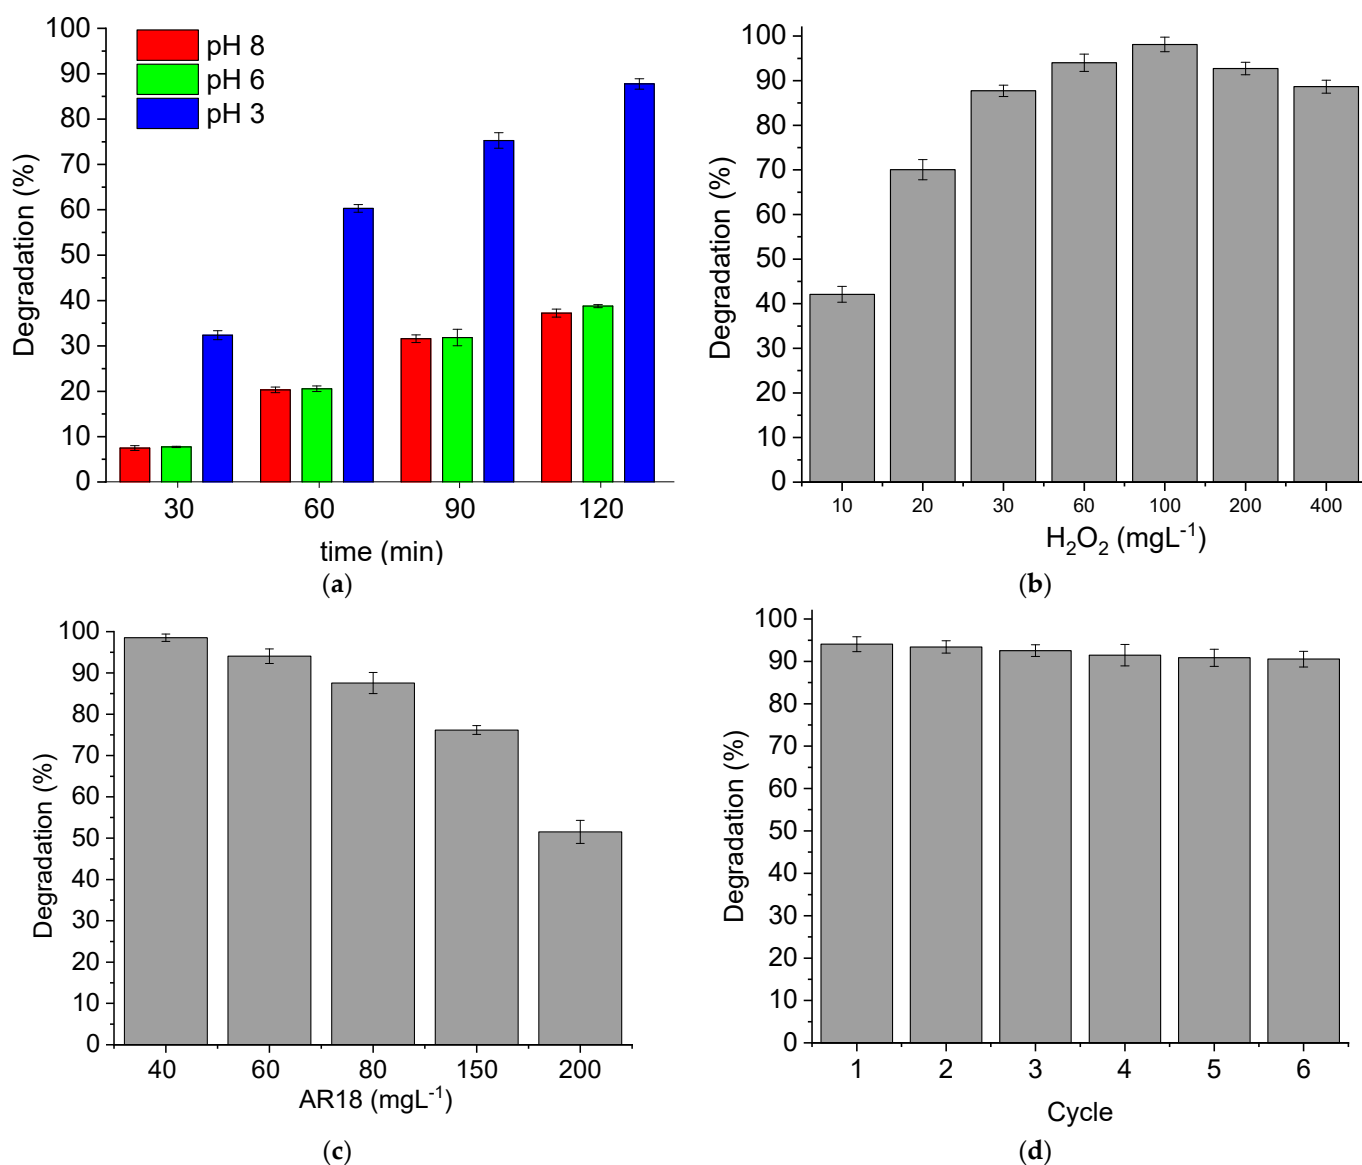 pH 8
pH 6
pH 3
100
90
80
70
60
50
40
30
20
10
0
Degradation (%)
30 60 90 120
time (min)
(a)
100
90
80
70
60
50
40
30
20
10
0
Degradation (%)
10 20 30 60 100 200 400
H₂O₂ (mgL⁻¹)
(b)
100
90
80
70
60
50
40
30
20
10
0
Degradation (%)
40 60 80 150 200
AR18 (mgL⁻¹)
(c)
100
90
80
70
60
50
40
30
20
10
0
Degradation (%)
1 2 3 4 5 6
Cycle
(d)